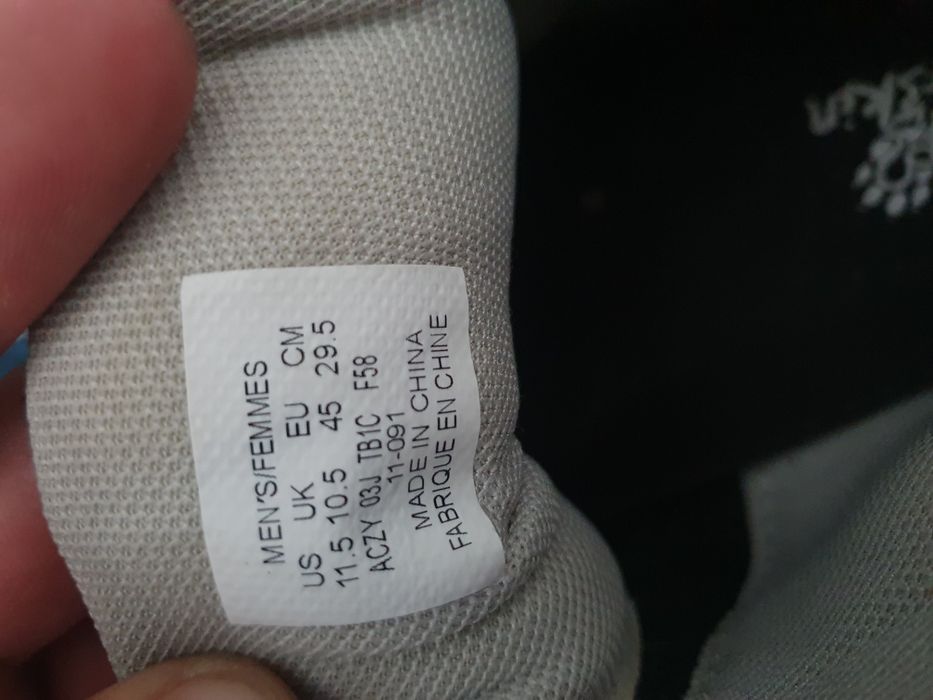 MEN'S/FEMMES
US UK EU CM
11.5 10.5 45 29.5
ACZY 03J TB1C F58
11-091
MADE IN CHINA
FABRIQUE EN CHINE